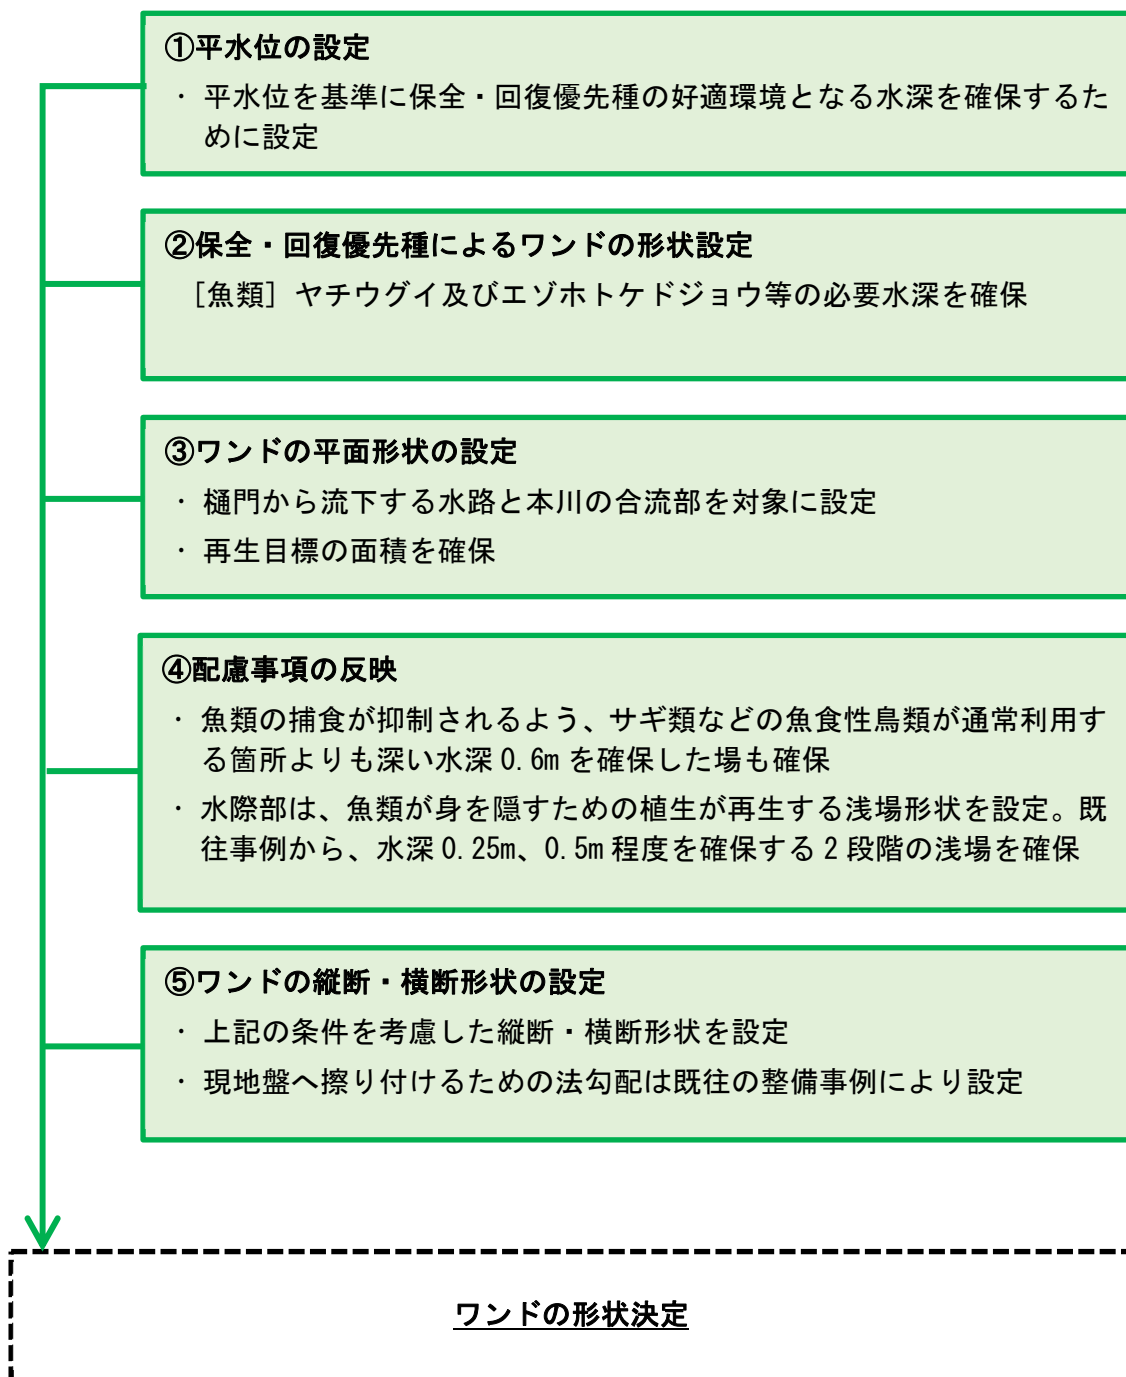 ①平水位の設定
・ 平水位を基準に保全・回復優先種の好適環境となる水深を確保するた
めに設定
②保全・回復優先種によるワンドの形状設定
［魚類］ヤチウグイ及びエゾホトケドジョウ等の必要水深を確保
③ワンドの平面形状の設定
・ 樋門から流下する水路と本川の合流部を対象に設定
・ 再生目標の面積を確保
④配慮事項の反映
・ 魚類の捕食が抑制されるよう、サギ類などの魚食性鳥類が通常利用す
る箇所よりも深い水深 0.6m を確保した場も確保
・ 水際部は、魚類が身を隠すための植生が再生する浅場形状を設定。既
往事例から、水深 0.25m、0.5m 程度を確保する 2 段階の浅場を確保
⑤ワンドの縦断・横断形状の設定
・ 上記の条件を考慮した縦断・横断形状を設定
・ 現地盤へ擦り付けるための法勾配は既往の整備事例により設定
ワンドの形状決定